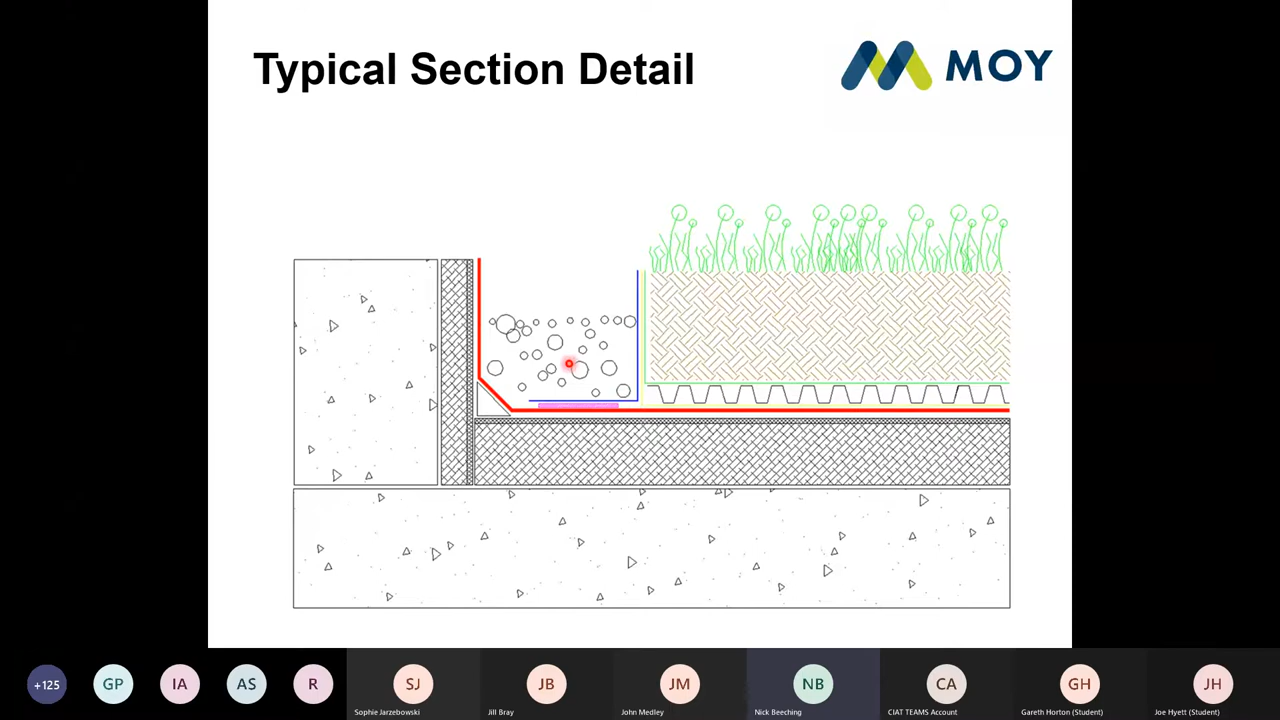 Typical Section Detail
MOY
+125
GP
IA
AS
R
SJ
Sophie Jarzebowski
JB
Jill Bray
JM
John Medley
NB
Nick Beeching
CA
CIAT TEAMS Account
GH
Gareth Horton (Student)
JH
Joe Hyett (Student)